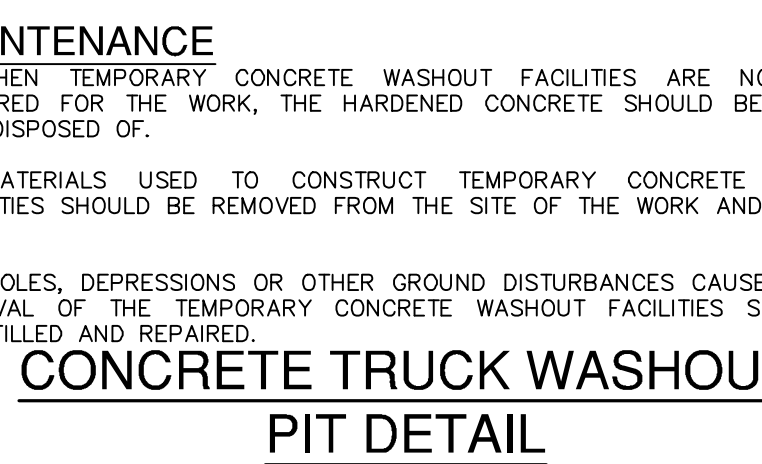 NTENANCE
HEN TEMPORARY CONCRETE WASHOUT FACILITIES ARE NO
RED FOR THE WORK, THE HARDENED CONCRETE SHOULD BE
DISPOSED OF.
ATERIALS USED TO CONSTRUCT TEMPORARY CONCRETE
TIES SHOULD BE REMOVED FROM THE SITE OF THE WORK AND
OLES, DEPRESSIONS OR OTHER GROUND DISTURBANCES CAUSE
VAL OF THE TEMPORARY CONCRETE WASHOUT FACILITIES S
FILLED AND REPAIRED.
CONCRETE TRUCK WASHOU
PIT DETAIL